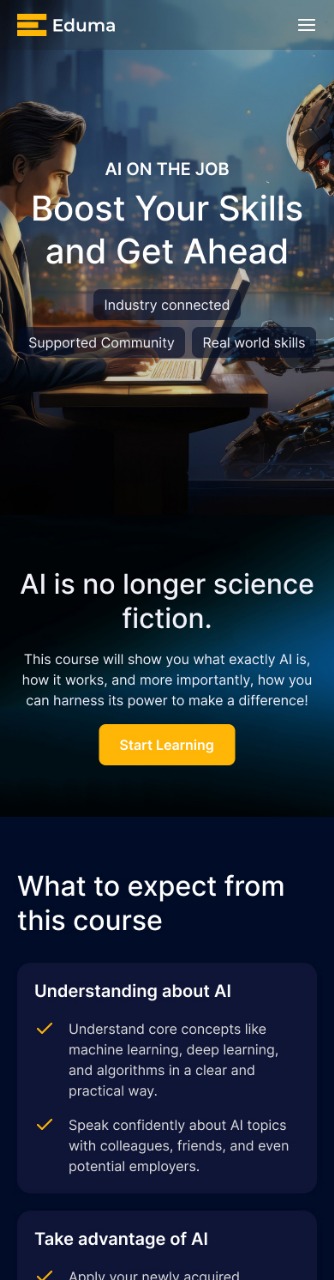 Eduma
AI ON THE JOB
Boost Your Skills
and Get Ahead
Industry connected
Supported Community
Real world skills
AI is no longer science
fiction.
This course will show you what exactly AI is,
how it works, and more importantly, how you
can harness its power to make a difference!
Start Learning
What to expect from
this course
Understanding about AI
Understand core concepts like
machine learning, deep learning,
and algorithms in a clear and
practical way.
Speak confidently about AI topics
with colleagues, friends, and even
potential employers.
Take advantage of AI
Apply your newly acquired